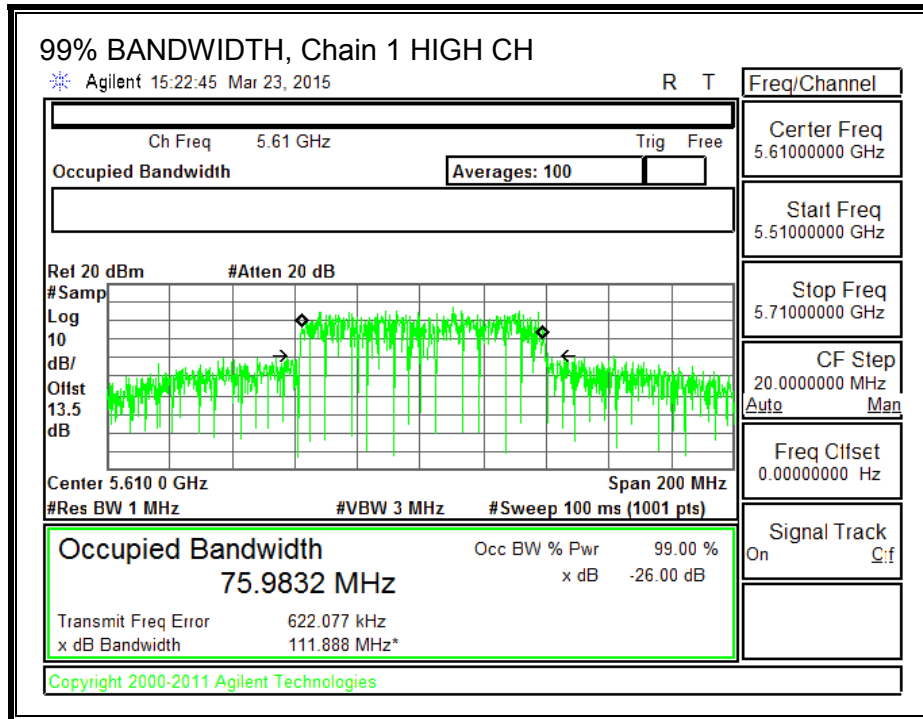 99% BANDWIDTH, Chain 1 HIGH CH
Agilent 15:22:45 Mar 23, 2015 R T
Freq/Channel
Ch Freq 5.61 GHz Trig Free
Occupied Bandwidth Averages: 100
Center Freq
5.61000000 GHz
Start Freq
5.51000000 GHz
Stop Freq
5.71000000 GHz
CF Step
20.0000000 MHz
Auto Man
Freq Offset
0.00000000 Hz
Signal Track
On Off
Ref 20 dBm #Atten 20 dB
#Samp
Log
10
dB/
Offst
13.5
dB
Center 5.610 0 GHz Span 200 MHz
#Res BW 1 MHz #VBW 3 MHz #Sweep 100 ms (1001 pts)
Occupied Bandwidth Occ BW % Pwr 99.00 %
75.9832 MHz x dB -26.00 dB
Transmit Freq Error 622.077 kHz
x dB Bandwidth 111.888 MHz*
Copyright 2000-2011 Agilent Technologies